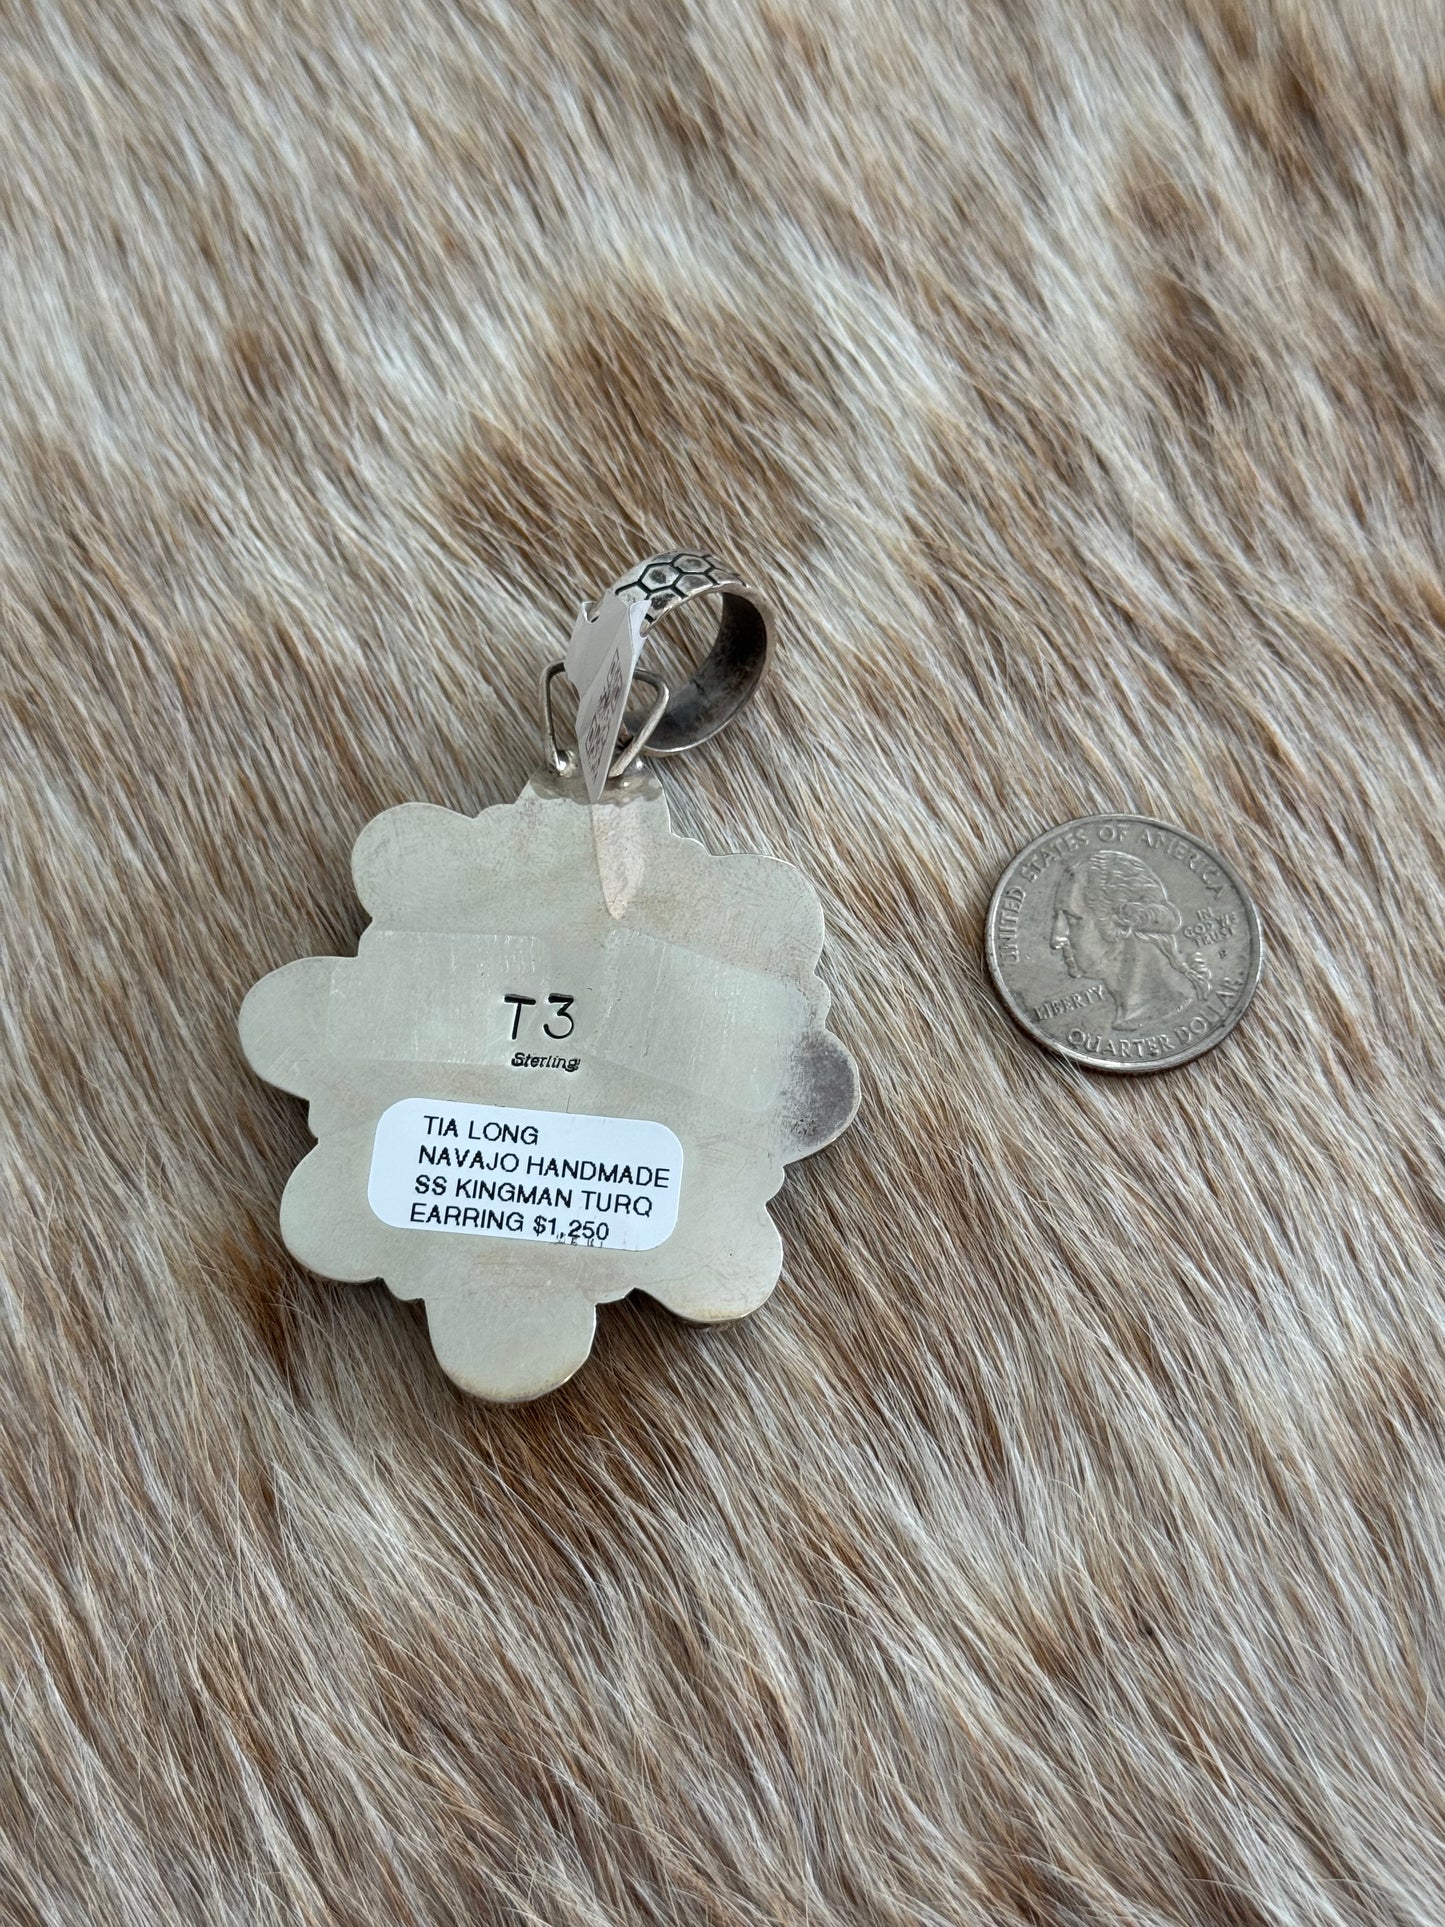 T3
Sterling
TIA LONG
NAVAJO HANDMADE
SS KINGMAN TURQ
EARRING $1,250
UNITED STATES OF AMERICA
LIBERTY
IN
GOD WE
TRUST
QUARTER DOLLAR